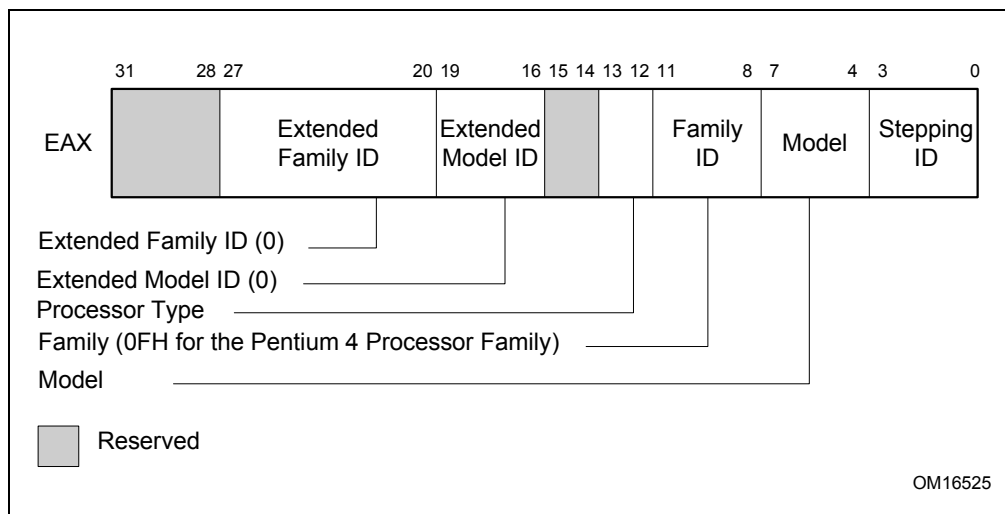 31 28 27 20 19 16 15 14 13 12 11 8 7 4 3 0
EAX
Extended Family ID
Extended Model ID
Family ID
Model
Stepping ID
Extended Family ID (0)
Extended Model ID (0)
Processor Type
Family (0FH for the Pentium 4 Processor Family)
Model
Reserved
OM16525